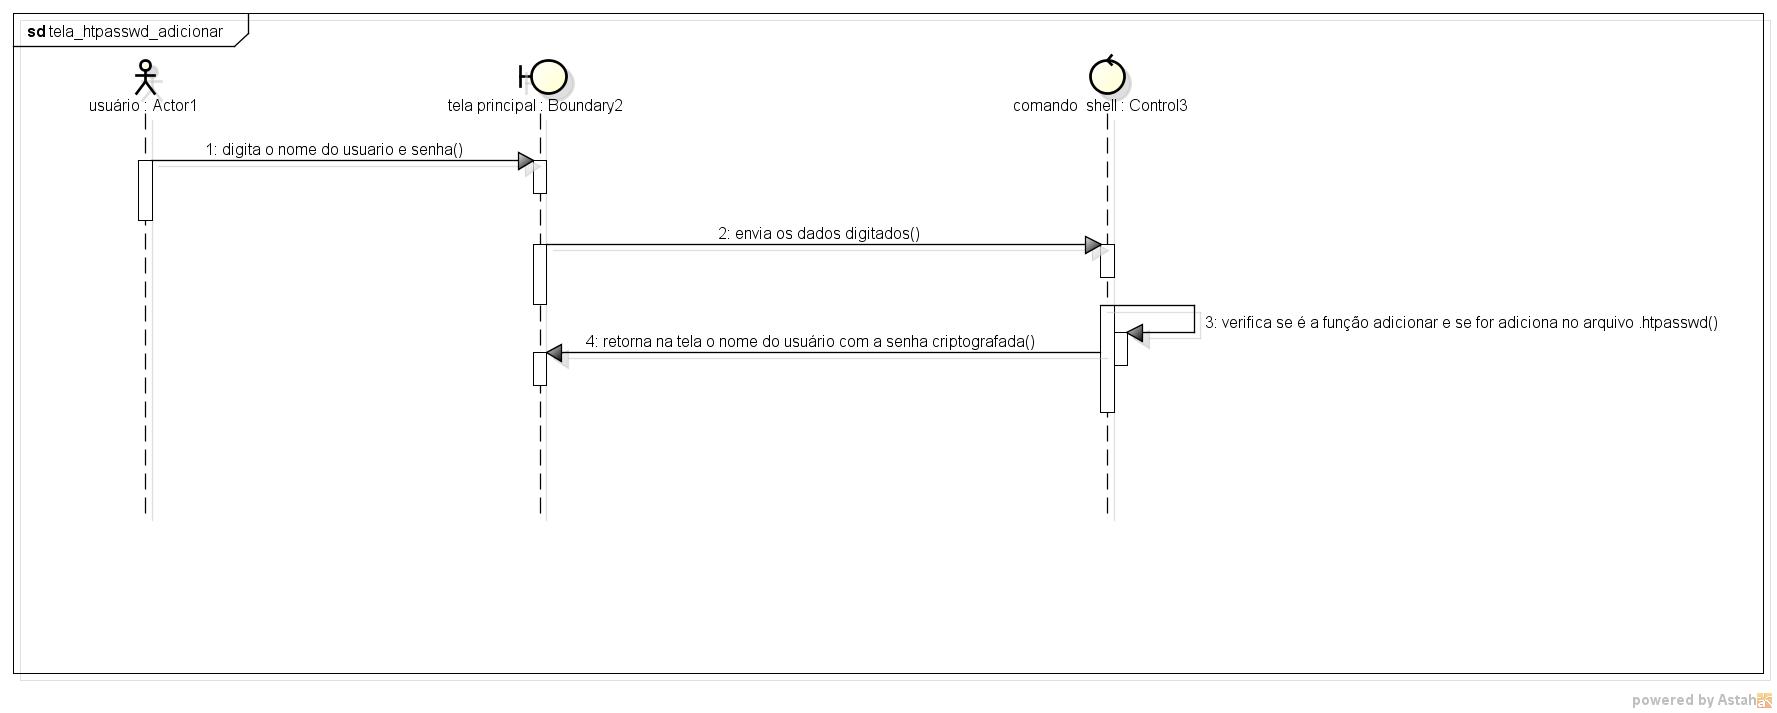 sd tela_htpasswd_adicionar
usuário : Actor1
tela principal : Boundary2
comando  shell : Control3
1: digita o nome do usuario e senha()
2: envia os dados digitados()
3: verifica se é a função adicionar e se for adiciona no arquivo .htpasswd()
4: retorna na tela o nome do usuário com a senha criptografada()
powered by Astah